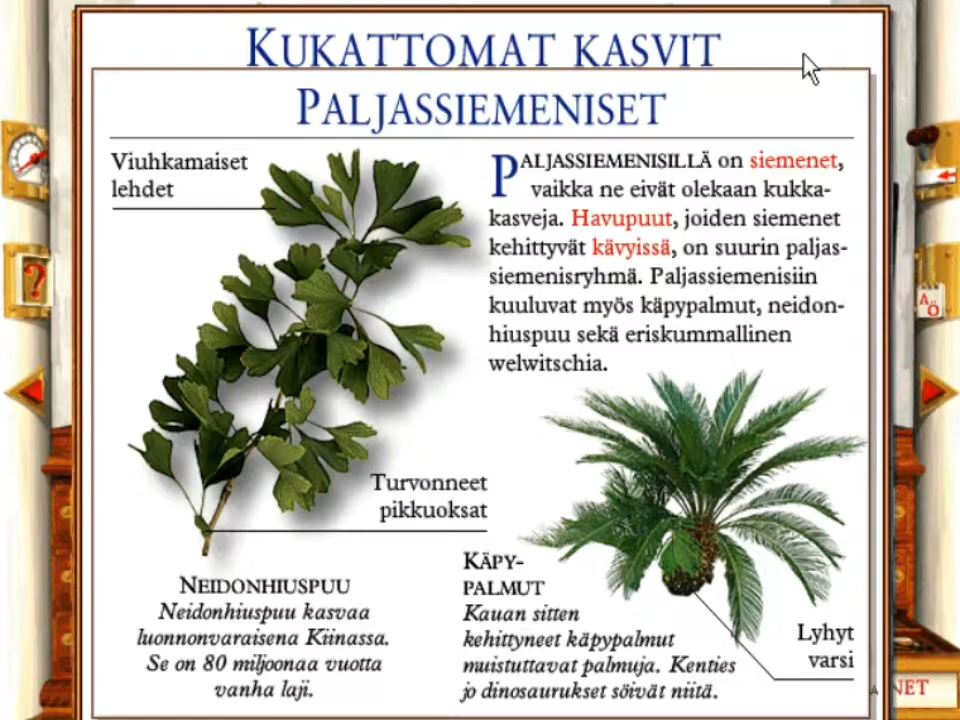 KUKATTOMAT KASVIT
PALJASSIEMENISET
Viuhkamaiset
lehdet
PALJASSIEMENISILLÄ on siemenet,
vaikka ne eivät olekaan kukka-
kasveja. Havupuut, joiden siemenet
kehittyvät kävyissä, on suurin paljas-
siemenisryhmä. Paljassiemenisiin
kuuluvat myös käpypalmut, neidon-
hiuspuu sekä eriskummallinen
welwitschia.
Turvonneet
pikkuoksat
NEIDONHIUSPUU
Neidonhiuspuu kasvaa
luonnonvaraisena Kiinassa.
Se on 80 miljoonaa vuotta
vanha laji.
KÄPY-
PALMUT
Kauan sitten
kehittyneet käpypalmut
muistuttavat palmuja. Kenties
jo dinosaurukset söivät niitä.
Lyhyt
varsi
?
AÖ
NET